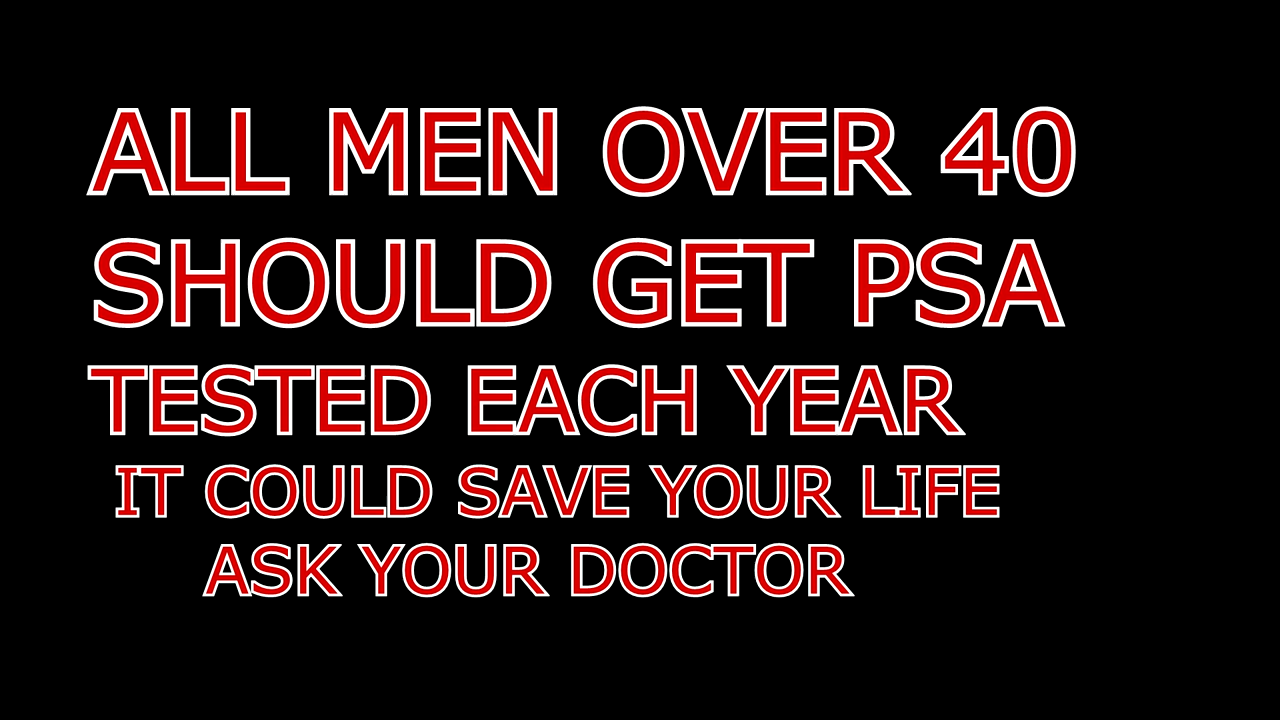 ALL MEN OVER 40
SHOULD GET PSA
TESTED EACH YEAR
IT COULD SAVE YOUR LIFE
ASK YOUR DOCTOR